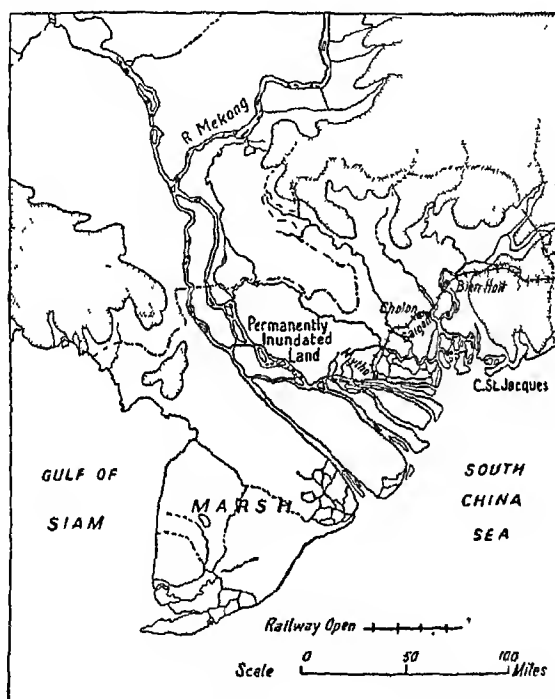 R Mekong
Bien Hoa
Cholon
Saigon
Permanently
Inundated
Land
Mytho
C. St. Jacques
GULF OF
SIAM
MARSH
SOUTH
CHINA
SEA
Railway Open
Scale 0 50 100 Miles